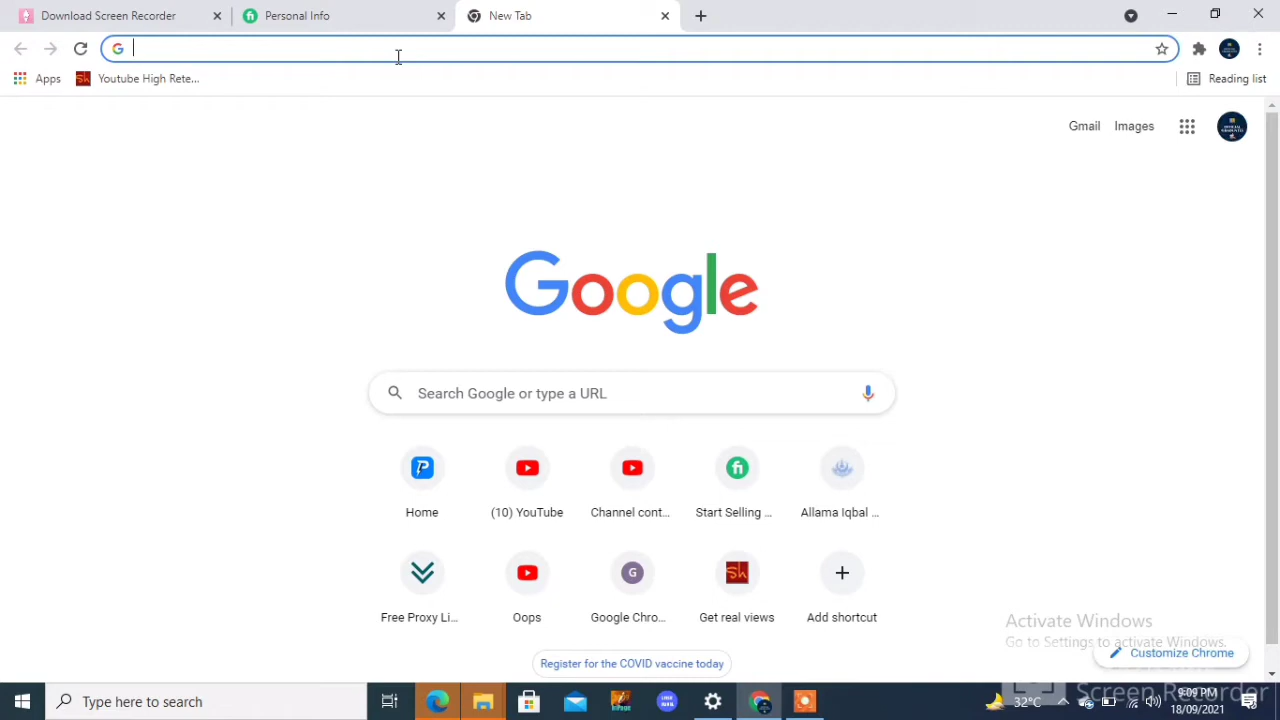 Download Screen Recorder
Personal Info
New Tab
Apps
Youtube High Rete...
Reading list
Gmail
Images
Google
Search Google or type a URL
Home
(10) YouTube
Channel cont...
Start Selling ...
Allama Iqbal ...
Free Proxy Li...
Oops
Google Chro...
Get real views
Add shortcut
Activate Windows
Go to Settings to activate Windows.
Customize Chrome
Register for the COVID vaccine today
Type here to search
32°C
9:09 PM
18/09/2021
Screen Recorder